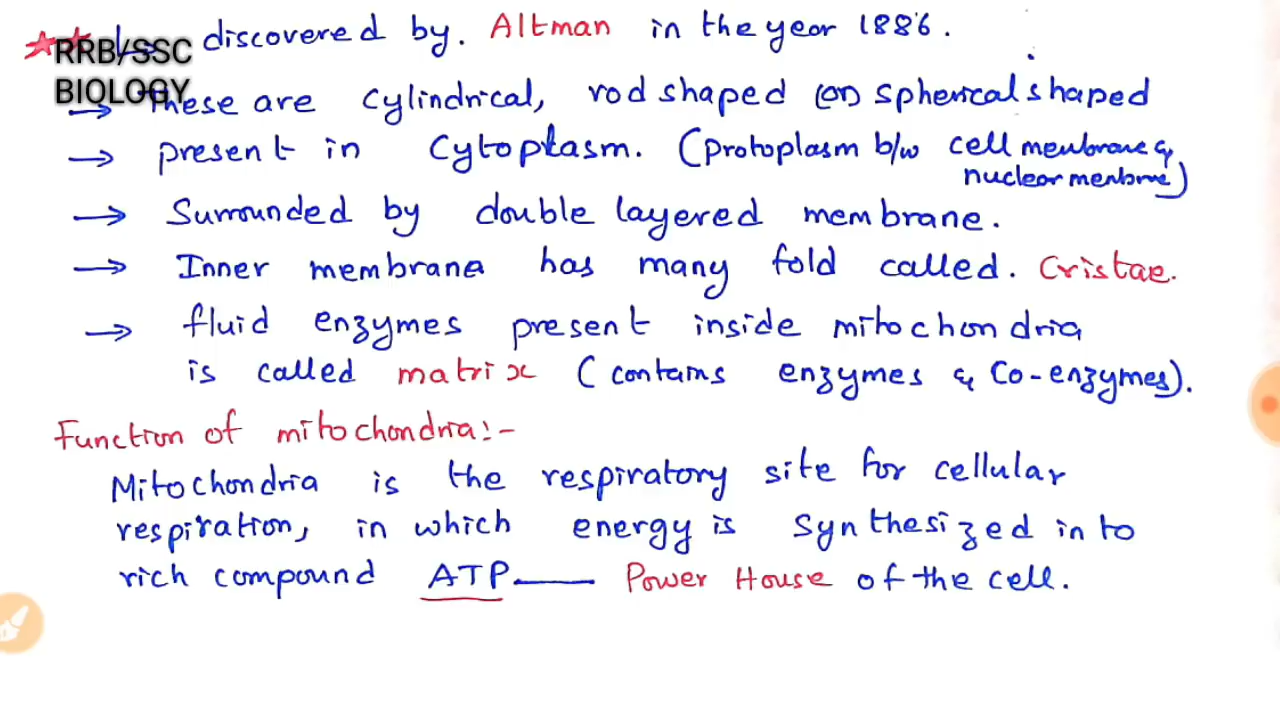 discovered by. Altman in the year 1886.
RRB/SSC
BIOLOGY
→ These are cylindrical, rod shaped (or) spherical shaped
→ present in cytoplasm. (protoplasm b/w cell membrane &
nuclear membrane)
→ Surrounded by double layered membrane.
→ Inner membrane has many fold called. Cristae.
→ fluid enzymes present inside mitochondria
is called matrix (contains enzymes & Co-enzymes).
Function of mitochondria:-
Mitochondria is the respiratory site for cellular
respiration, in which energy is synthesized in to
rich compound ATP — Power House of the cell.